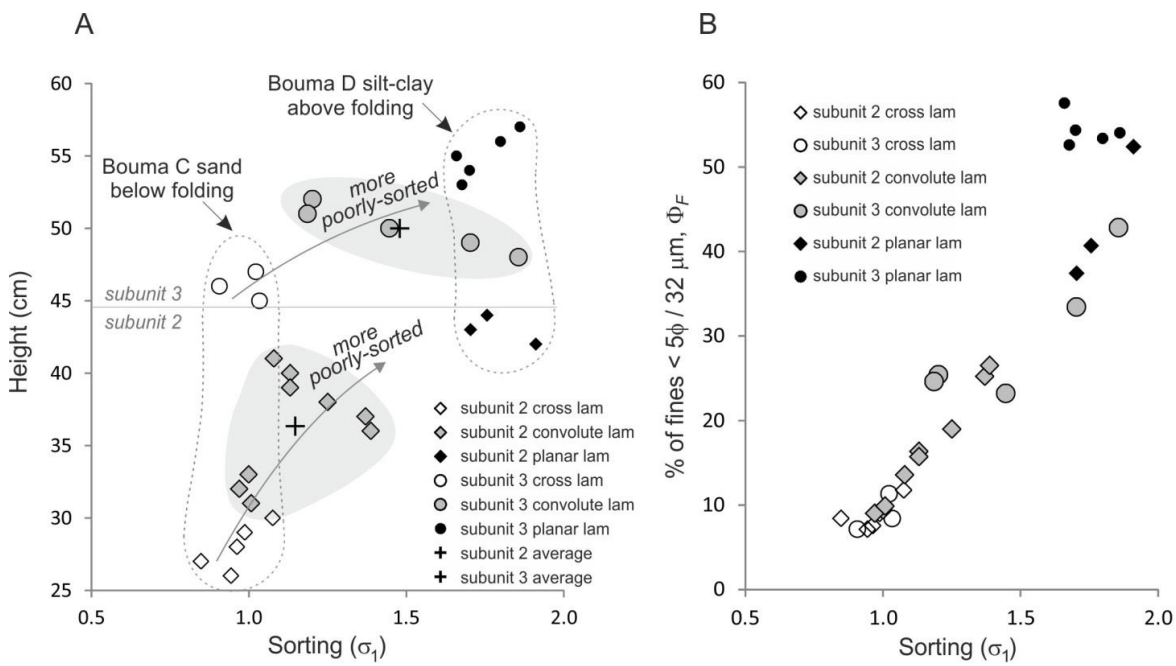 A
60
55
50
45
40
35
30
25
Height (cm)
0.5
1.0
1.5
2.0
Sorting (σ1)
Bouma C sand
below folding
Bouma D silt-clay
above folding
more
poorly-sorted
subunit 3
subunit 2
more
poorly-sorted
subunit 2 cross lam
subunit 2 convolute lam
subunit 2 planar lam
subunit 3 cross lam
subunit 3 convolute lam
subunit 3 planar lam
subunit 2 average
subunit 3 average
B
60
50
40
30
20
10
0
% of fines < 5ϕ / 32 μm, ΦF
0.5
1.0
1.5
2.0
Sorting (σ1)
subunit 2 cross lam
subunit 3 cross lam
subunit 2 convolute lam
subunit 3 convolute lam
subunit 2 planar lam
subunit 3 planar lam